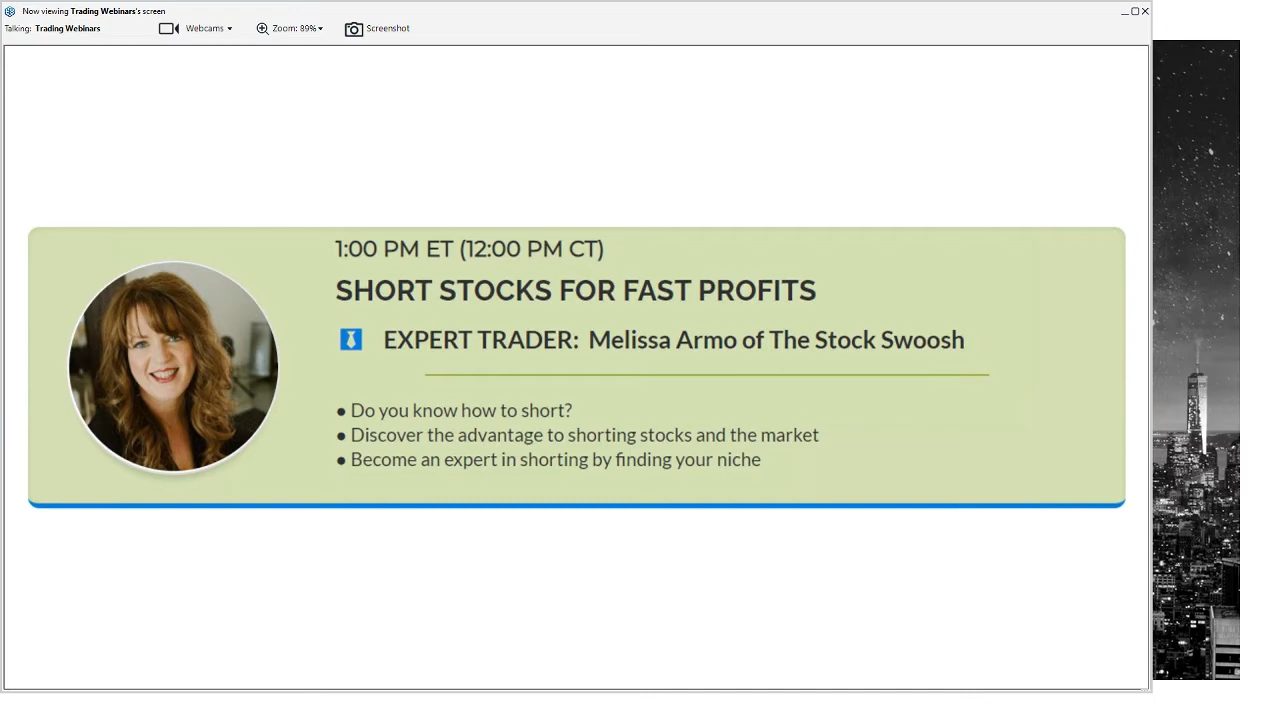 Now viewing Trading Webinars's screen
Talking: Trading Webinars
Webcams
Zoom: 89%
Screenshot
1:00 PM ET (12:00 PM CT)
SHORT STOCKS FOR FAST PROFITS
EXPERT TRADER: Melissa Armo of The Stock Swoosh
● Do you know how to short?
● Discover the advantage to shorting stocks and the market
● Become an expert in shorting by finding your niche